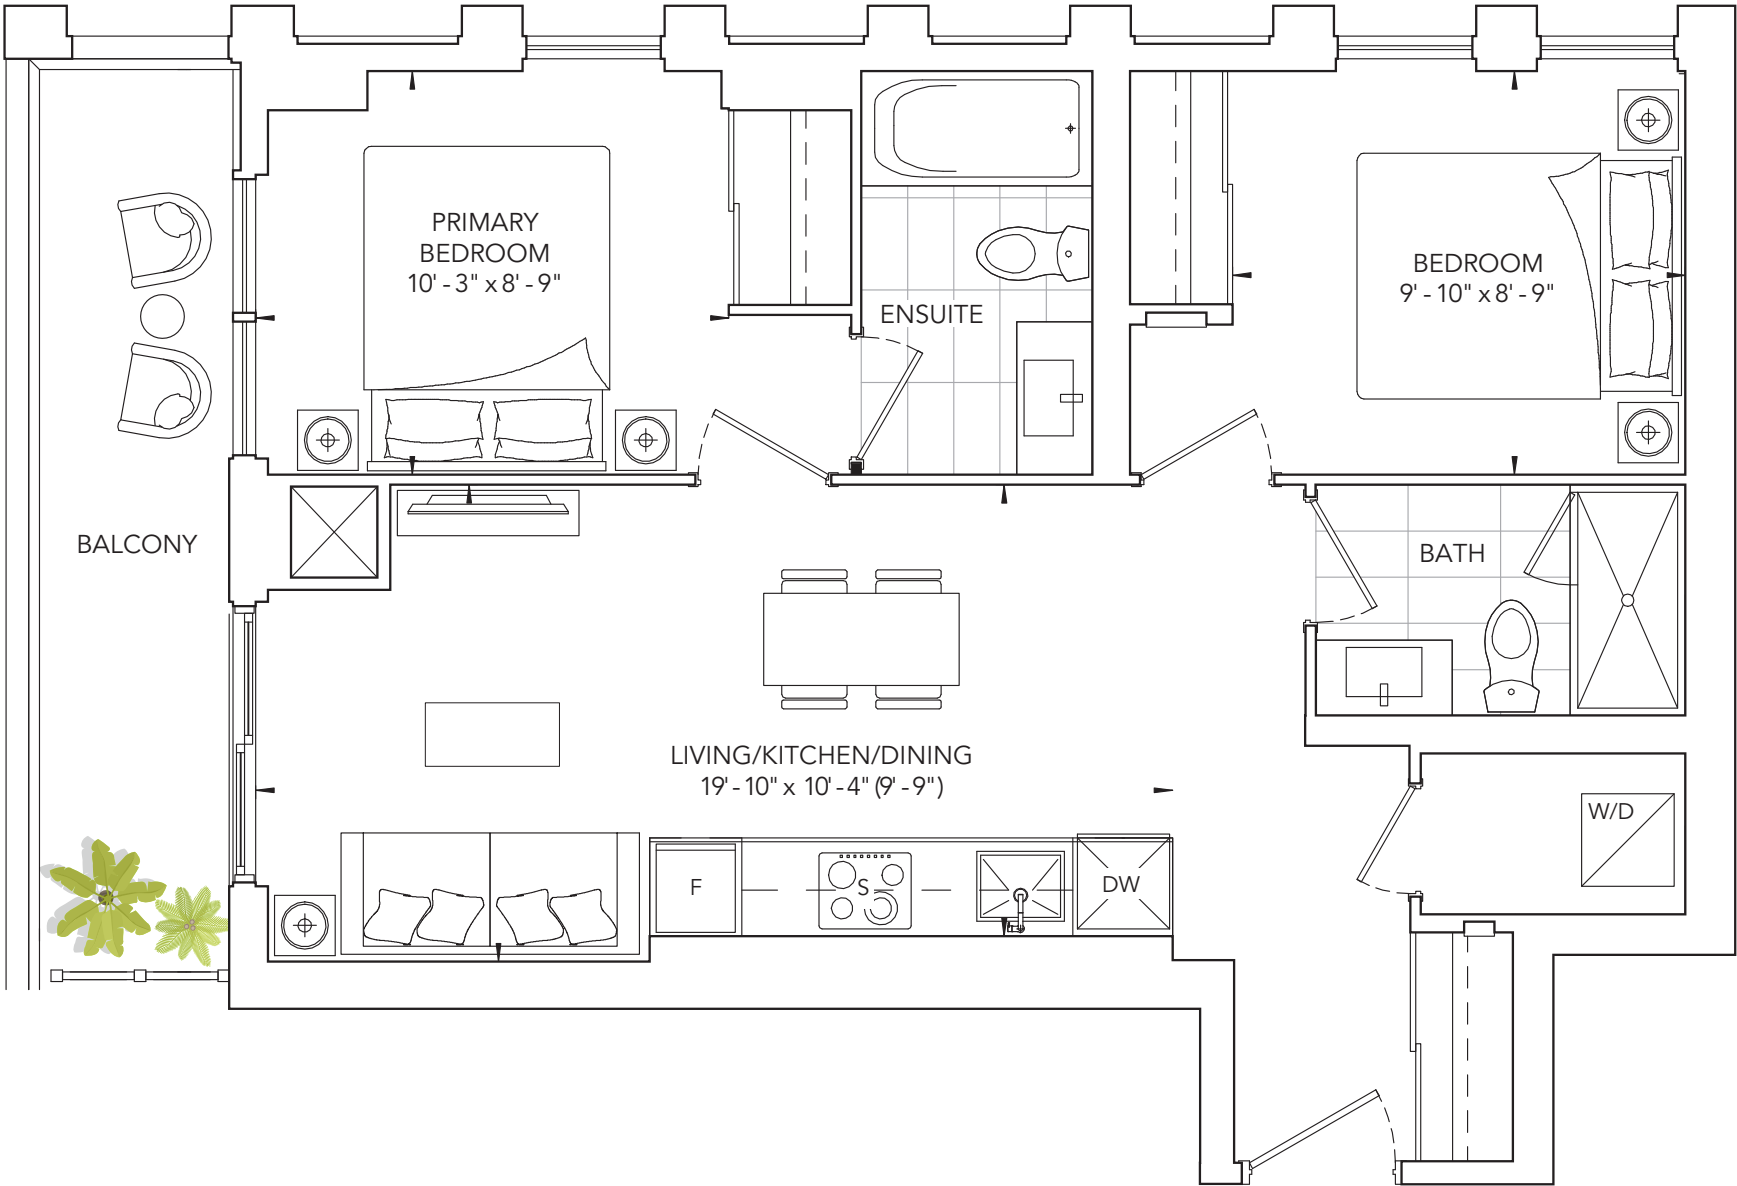 PRIMARY
BEDROOM
10' - 3" x 8' - 9"
ENSUITE
BEDROOM
9' - 10" x 8' - 9"
BALCONY
BATH
LIVING/KITCHEN/DINING
19' - 10" x 10' - 4" (9' - 9")
W/D
F
S
DW